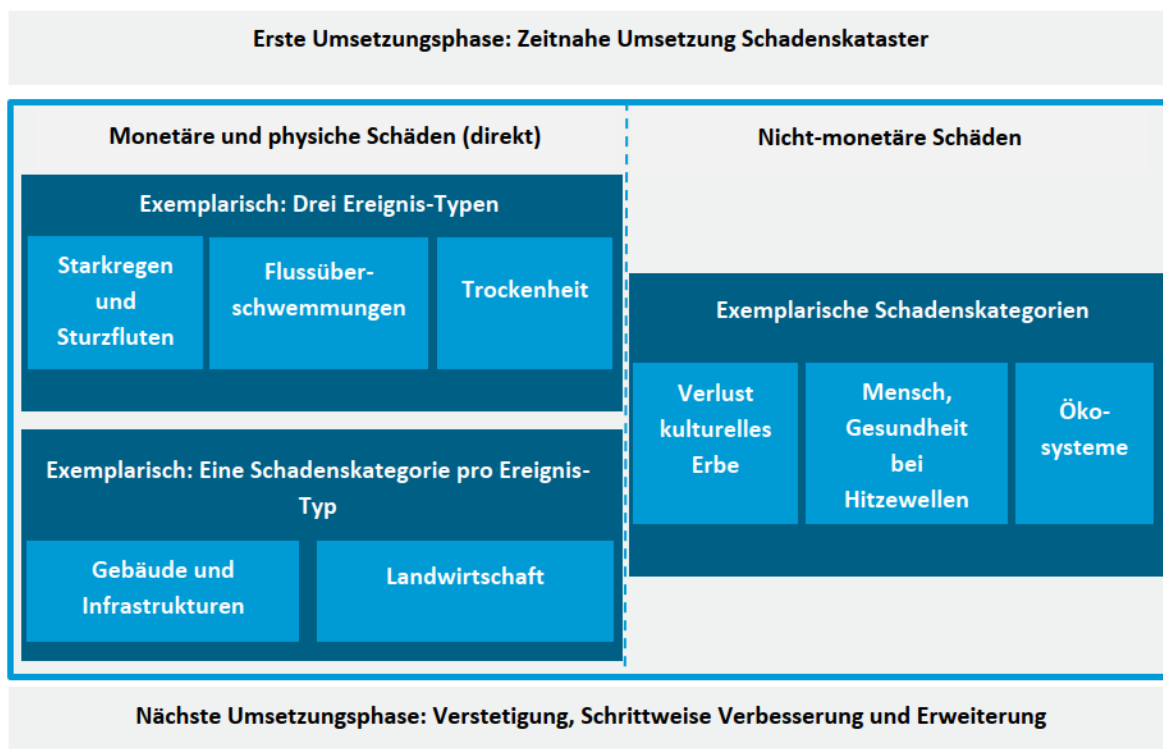 Erste Umsetzungsphase: Zeitnahe Umsetzung Schadenskataster
Monetäre und physiche Schäden (direkt)
Exemplarisch: Drei Ereignis-Typen
Starkregen
und
Sturzfluten
Flussüber-
schwemmungen
Trockenheit
Exemplarisch: Eine Schadenskategorie pro Ereignis-
Typ
Gebäude und
Infrastrukturen
Landwirtschaft
Nicht-monetäre Schäden
Exemplarische Schadenskategorien
Verlust
kulturelles
Erbe
Mensch,
Gesundheit
bei
Hitzewellen
Öko-
systeme
Nächste Umsetzungsphase: Verstetigung, Schrittweise Verbesserung und Erweiterung